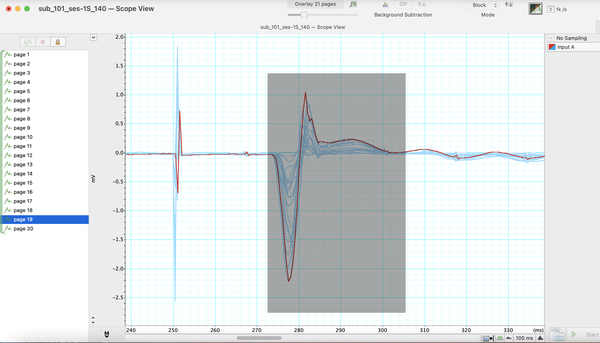 sub_101_ses-1S_140 — Scope View
Overlay 21 pages
Off
Background Subtraction
Block
Mode
1k /s
sub_101_ses-1S_140 — Scope View
page 1
page 2
page 3
page 4
page 5
page 6
page 7
page 8
page 9
page 10
page 11
page 12
page 13
page 14
page 15
page 16
page 17
page 18
page 19
page 20
2.0
1.5
1.0
0.5
0.0
-0.5
-1.0
-1.5
-2.0
-2.5
mV
240
250
260
270
280
290
300
310
320
330
(ms)
No Sampling
Input A
100 ms
Start